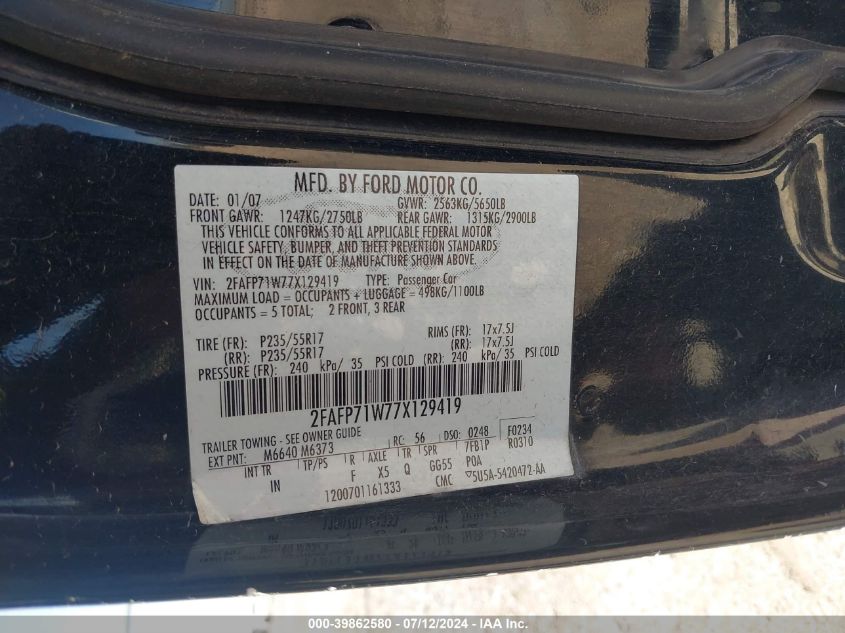 MFD. BY FORD MOTOR CO.
DATE: 01/07 GVWR: 2563KG/5650LB
FRONT GAWR: 1247KG/2750LB REAR GAWR: 1315KG/2900LB
THIS VEHICLE CONFORMS TO ALL APPLICABLE FEDERAL MOTOR
VEHICLE SAFETY, BUMPER, AND THEFT PREVENTION STANDARDS
IN EFFECT ON THE DATE OF MANUFACTURE SHOWN ABOVE.
VIN: 2FAFP71W77X129419 TYPE: Passenger Car
MAXIMUM LOAD = OCCUPANTS + LUGGAGE = 498KG/1100LB
OCCUPANTS = 5 TOTAL: 2 FRONT, 3 REAR
TIRE (FR): P235/55R17 RIMS (FR): 17x7.5J
(RR): P235/55R17 (RR): 17x7.5J
PRESSURE (FR): 240 kPa/ 35 PSI COLD (RR): 240 kPa/ 35 PSI COLD
2FAFP71W77X129419
TRAILER TOWING - SEE OWNER GUIDE
EXT PNT: M6640 M6373 RC: 56 DSO: 0248 F0234
INT TR TP/PS R AXLE TR SPR 7FB1P R0310
IN F X5 Q GG55 POA
1200701161333 CMC 5U5A-5420472-AA
000-39862580 - 07/12/2024 - IAA Inc.